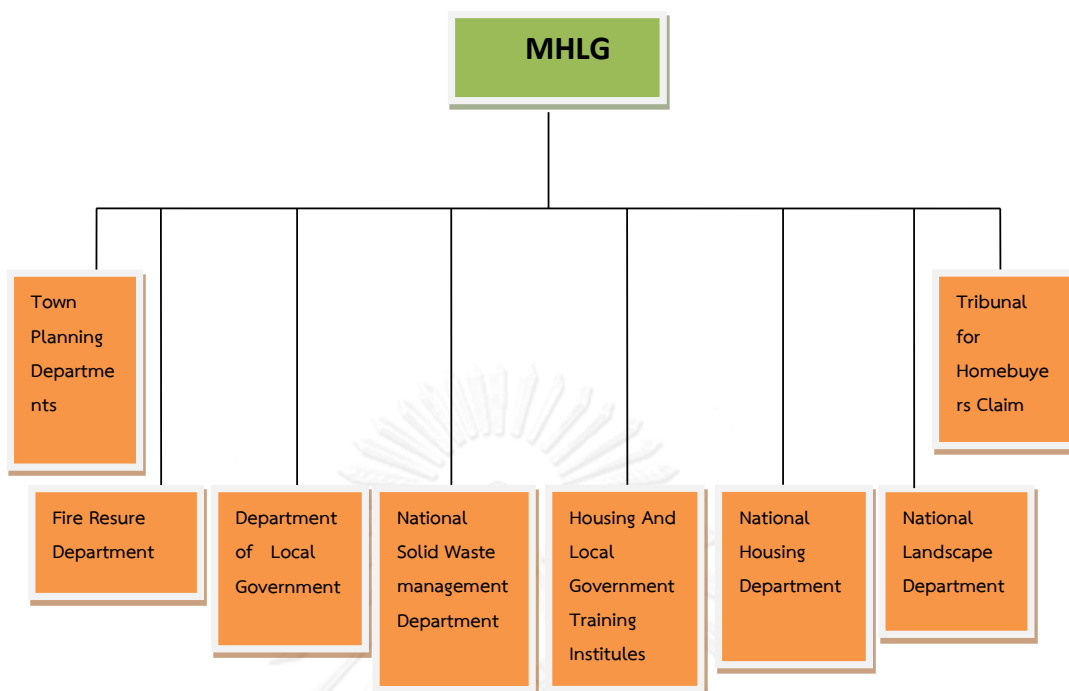 MHLG
Town
Planning
Departme
nts
Tribunal
for
Homebuye
rs Claim
Fire Resure
Department
Department
of Local
Government
National
Solid Waste
management
Department
Housing And
Local
Government
Training
Institules
National
Housing
Department
National
Landscape
Department